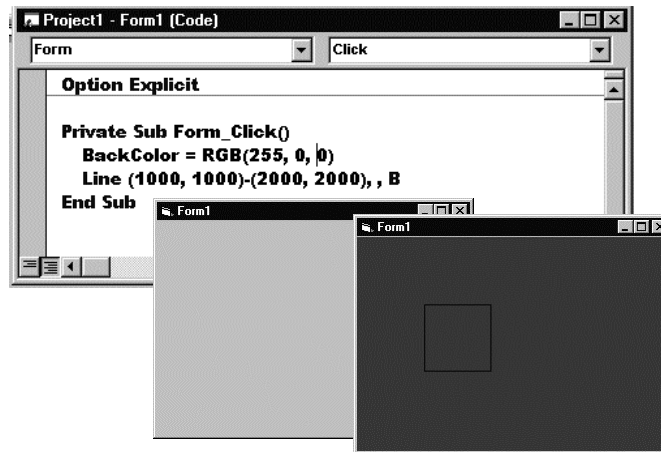 Project1 - Form1 (Code)
Form
Click
Option Explicit
Private Sub Form_Click()
BackColor = RGB(255, 0, 0)
Line (1000, 1000)-(2000, 2000), , B
End Sub
Form1
Form1